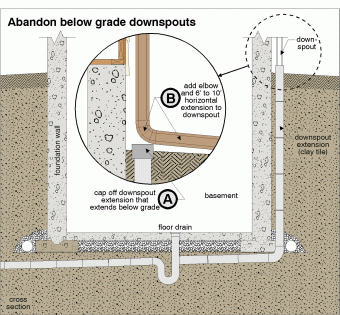 Abandon below grade downspouts
down-
spout
add elbow
and 6' to 10'
horizontal
extension to
downspout
B
foundation wall
downspout
extension
(clay tile)
cap off downspout
extension that
extends below grade
A
basement
floor drain
cross
section